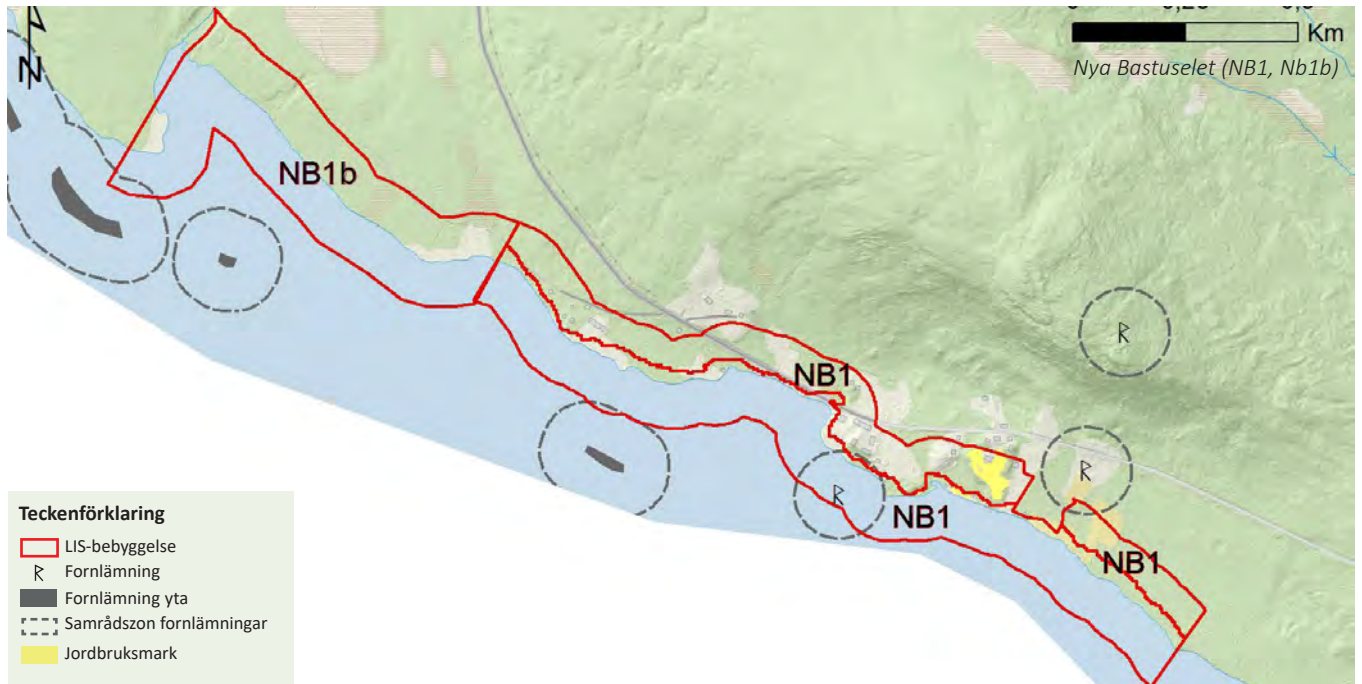 Km
Nya Bastuselet (NB1, Nb1b)
N
NB1b
NB1
NB1
NB1
Teckenförklaring
LIS-bebyggelse
Fornlämning
Fornlämning yta
Samrådszon fornlämningar
Jordbruksmark